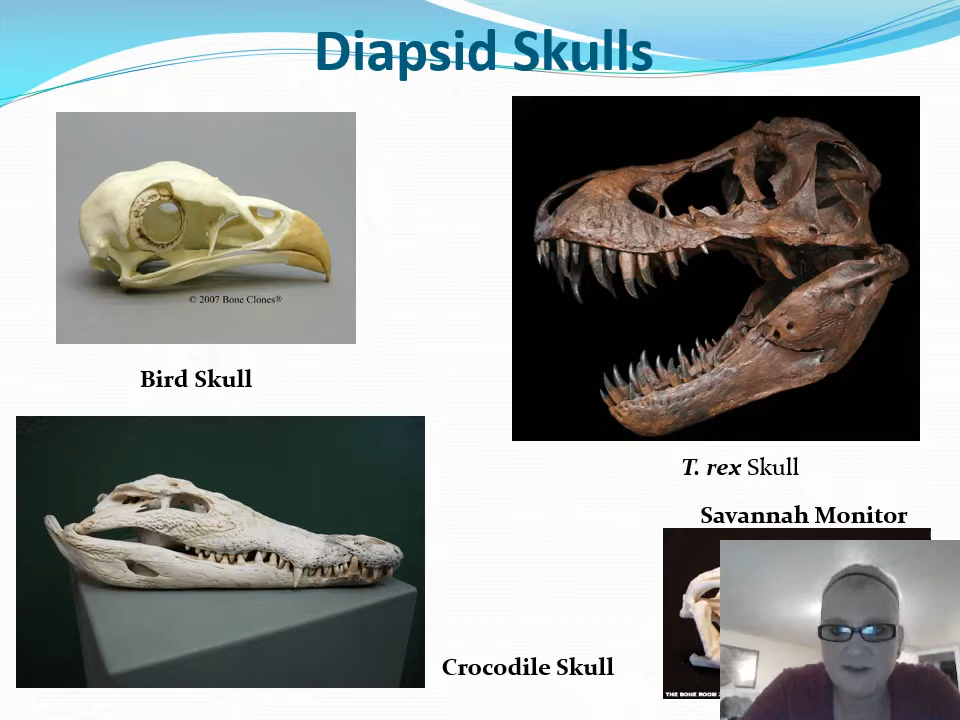 Diapsid Skulls
© 2007 Bone Clones®
Bird Skull
T. rex Skull
Savannah Monitor
Crocodile Skull
THE BONE ROOM